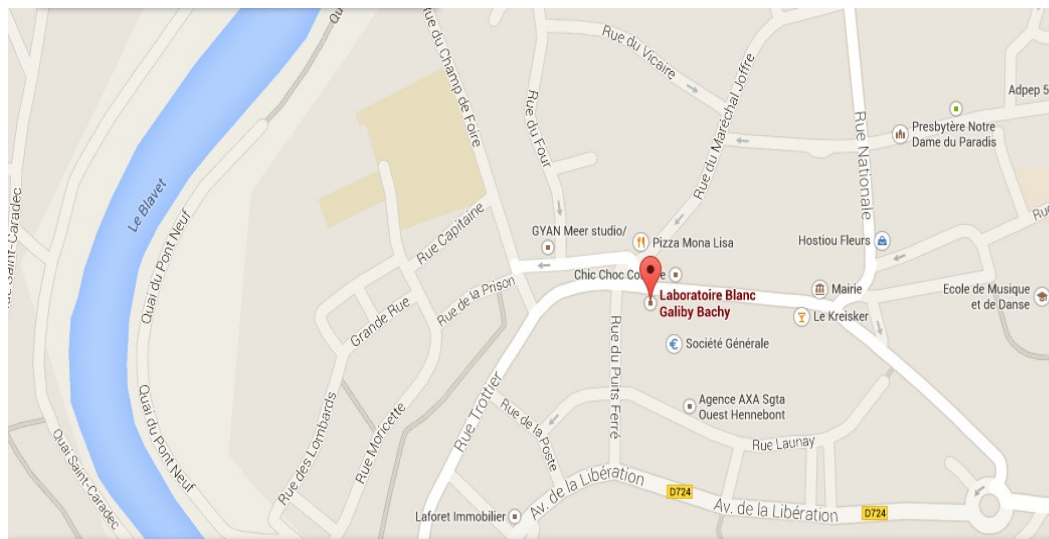 Qu
Rue du Champ de Foire
Rue du Vicaire
Rue du Maréchal Joffre
Rue du Four
Rue Nationale
Adpep 5
Presbytère Notre
Dame du Paradis
Le Blavet
Quai du Pont Neuf
Rue Saint-Caradec
Rue Capitaine
GYAN Meer studio/
Pizza Mona Lisa
Hostiou Fleurs
Rue
Chic Choc Co
e
Rue de la Prison
Grande Rue
Laboratoire Blanc
Galiby Bachy
Mairie
Le Kreisker
Ecole de Musique
et de Danse
Société Générale
Rue du Puits Ferré
Rue Trottier
Agence AXA Sgta
Ouest Hennebont
Rue de la Poste
Rue Launay
Rue des Lombards
Rue Moricette
Quai du Pont Neuf
Quai Saint-Caradec
Av. de la Libération
D724
Av. de la Libération
D724
Laforet Immobilier